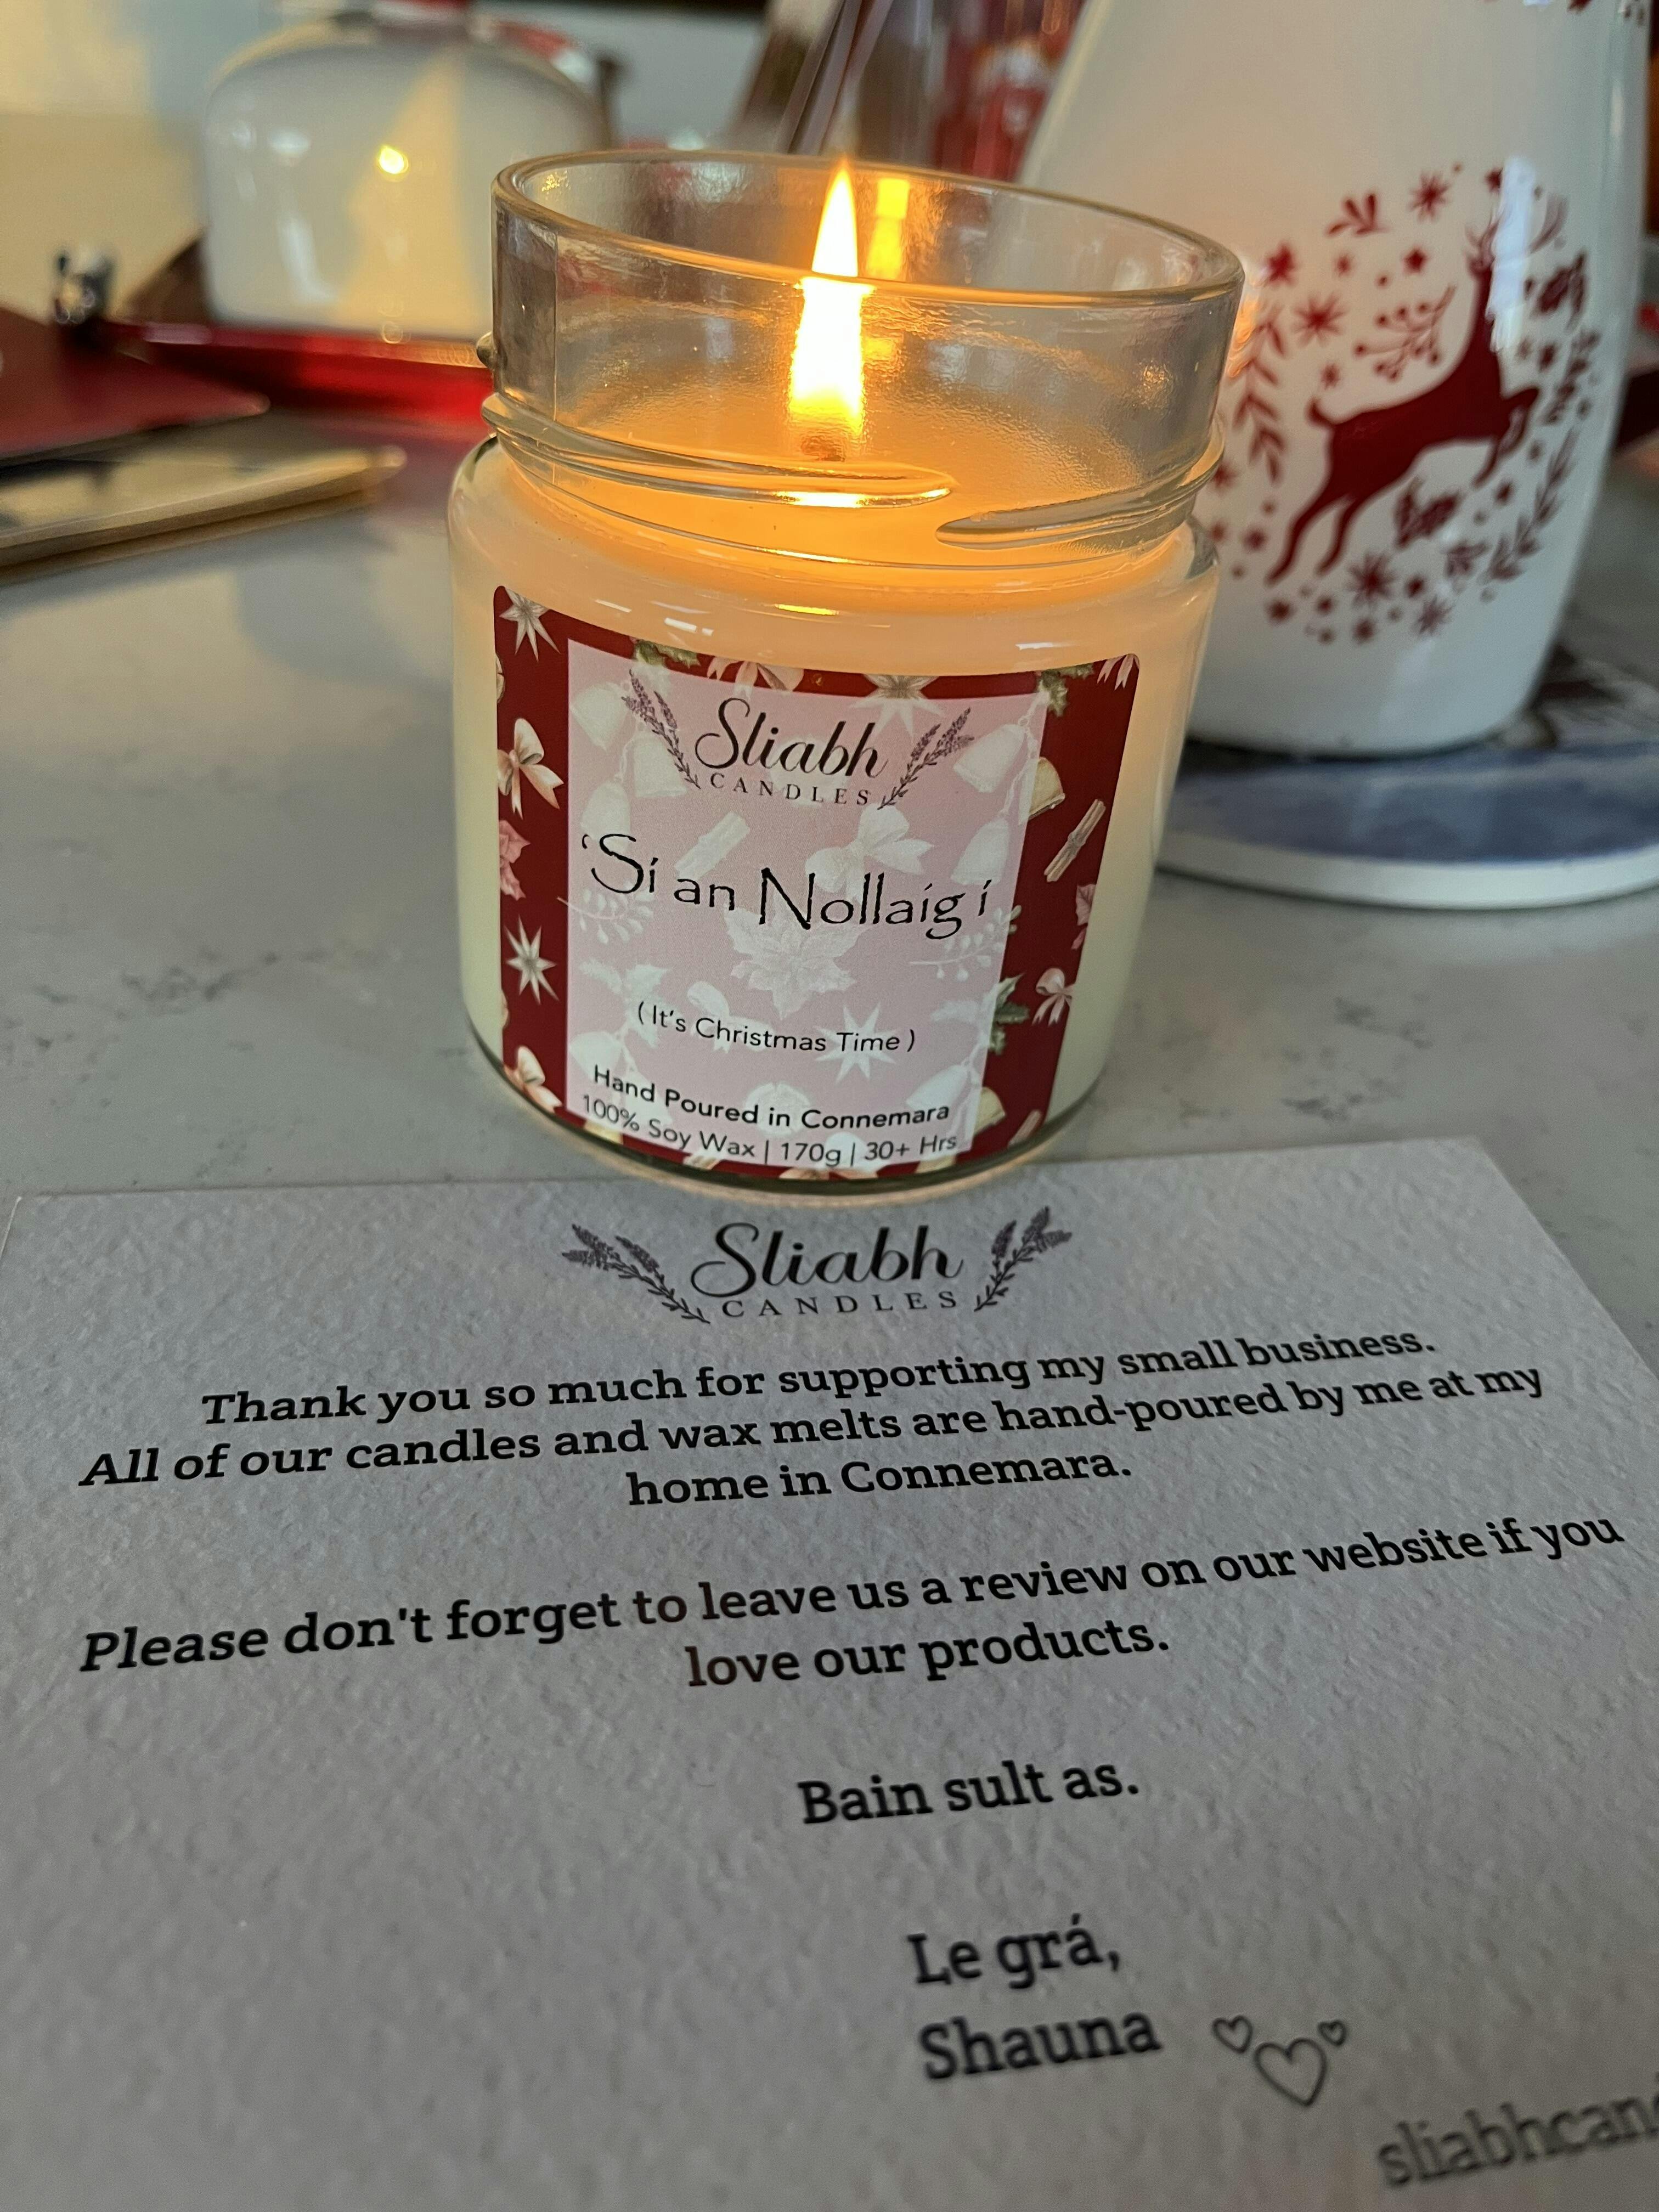 Sliabh
CANDLES
‘Sí an Nollaig í
(It's Christmas Time)
Hand Poured in Connemara
100% Soy Wax | 170g | 30+ Hrs
Sliabh
CANDLES
Thank you so much for supporting my small business.
All of our candles and wax melts are hand-poured by me at my
home in Connemara.
Please don't forget to leave us a review on our website if you
love our products.
Bain sult as.
Le grá,
Shauna